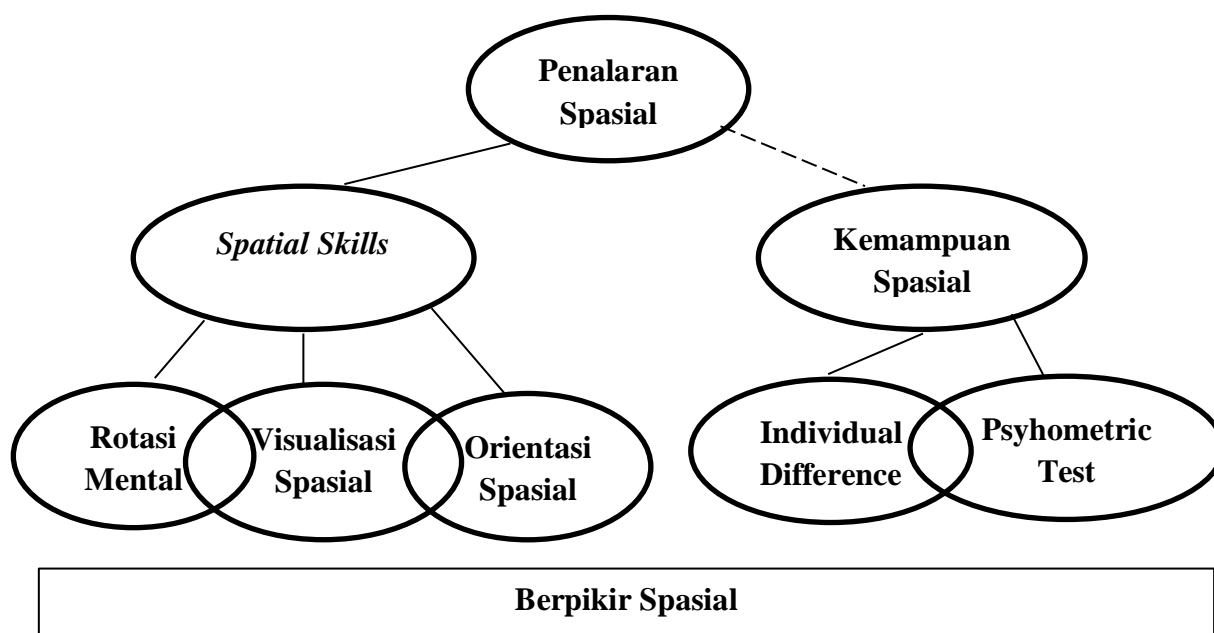 Penalaran
Spasial
Spatial Skills
Kemampuan
Spasial
Rotasi
Mental
Visualisasi
Spasial
Orientasi
Spasial
Individual
Difference
Psyhometric
Test
Berpikir Spasial